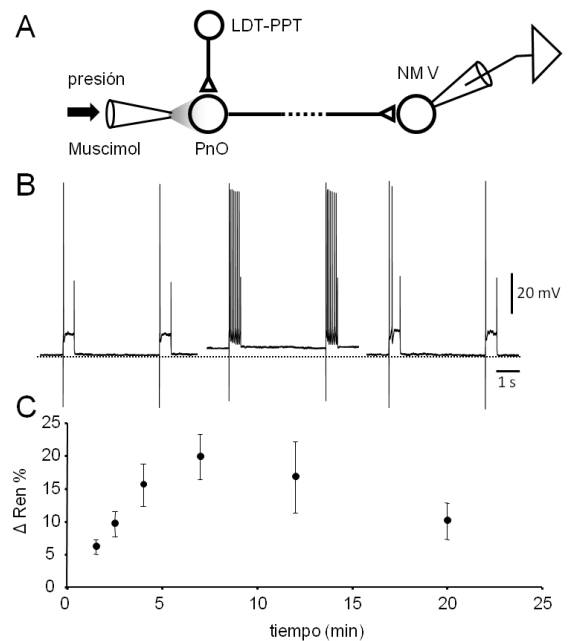 A
LDT-PPT
NM V
presión
Muscimol
PnO
B
20 mV
1 s
C
25
20
15
10
5
0
Δ Ren %
0 5 10 15 20 25
tiempo (min)